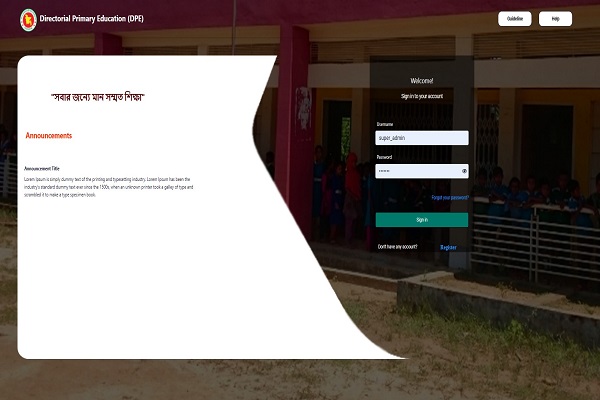 Directorial Primary Education (DPE)
Guideline
Help
"সবার জন্যে মান সম্মত শিক্ষা"
Announcements
Announcement Title
Lorem Ipsum is simply dummy text of the printing and typesetting industry. Lorem Ipsum has been the
industry's standard dummy text ever since the 1500s, when an unknown printer took a galley of type and
scrambled it to make a type specimen book.
Welcome!
Sign in to your account
Username
super_admin
Password
Forgot your password?
Sign in
Don't have any account?
Register